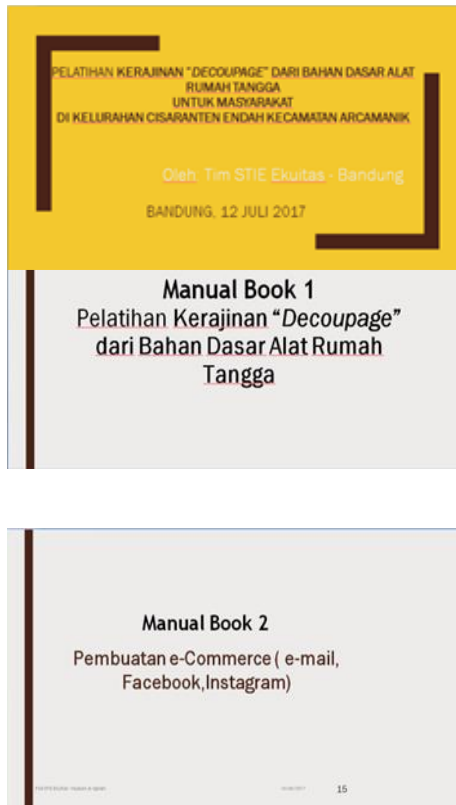 PELATIHAN KERAJINAN "DECOUPAGE" DARI BAHAN DASAR ALAT
RUMAH TANGGA
UNTUK MASYARAKAT
DI KELURAHAN CISARANTEN ENDAH KECAMATAN ARCAMANIK
Oleh: Tim STIE Ekuitas - Bandung
BANDUNG, 12 JULI 2017
Manual Book 1
Pelatihan Kerajinan "Decoupage"
dari Bahan Dasar Alat Rumah
Tangga
Manual Book 2
Pembuatan e-Commerce ( e-mail,
Facebook,Instagram)
15